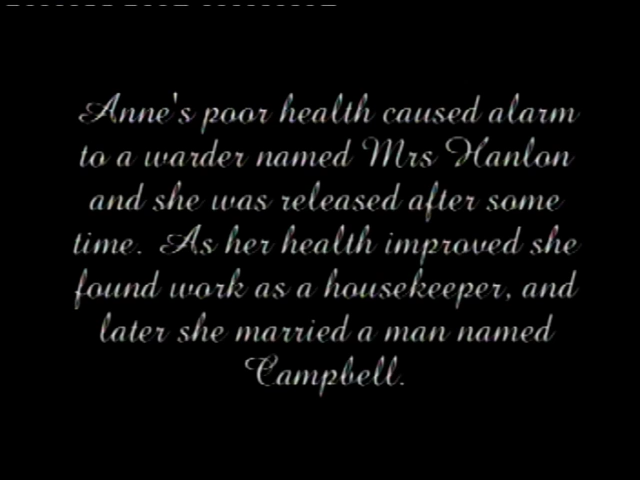 Anne's poor health caused alarm
to a warder named Mrs Hanlon
and she was released after some
time. As her health improved she
found work as a housekeeper, and
later she married a man named
Campbell.